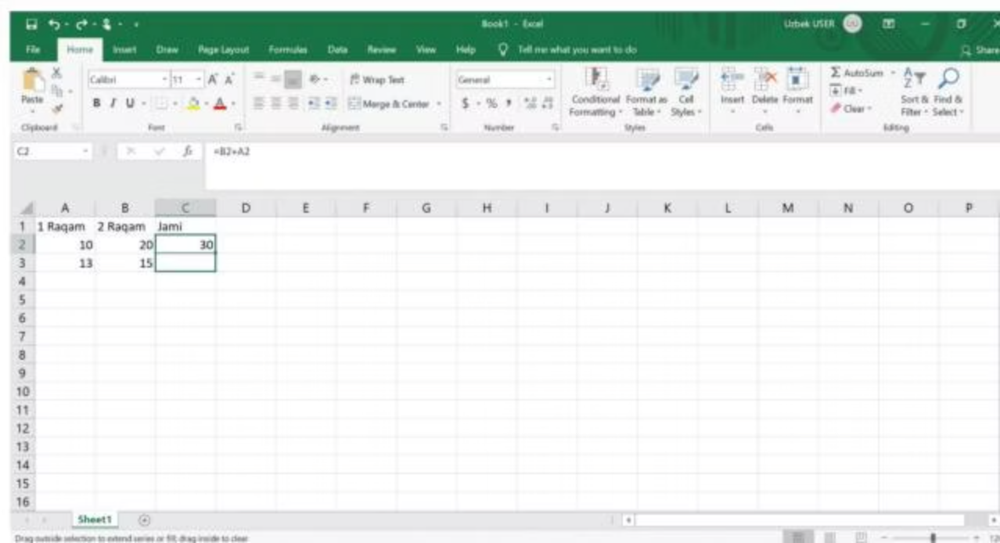 Book1 - Excel
Uzbek USER
File Home Insert Draw Page Layout Formulas Data Review View Help Tell me what you want to do
Share
Paste
Calibri 11 A A
Wrap Text
General
Conditional Formatting
Format as Table
Cell Styles
Insert Delete Format
Σ AutoSum
Fill
Clear
Sort & Filter
Find & Select
B I U A
Merge & Center
$ % ,
Clipboard Font Alignment Number Styles Cells Editing
C2 fx =B2+A2
A B C D E F G H I J K L M N O P
1 1 Raqam 2 Raqam Jami
2 10 20 30
3 13 15
4
5
6
7
8
9
10
11
12
13
14
15
16
Sheet1
Drag outside selection to extend series or fill; drag inside to clear